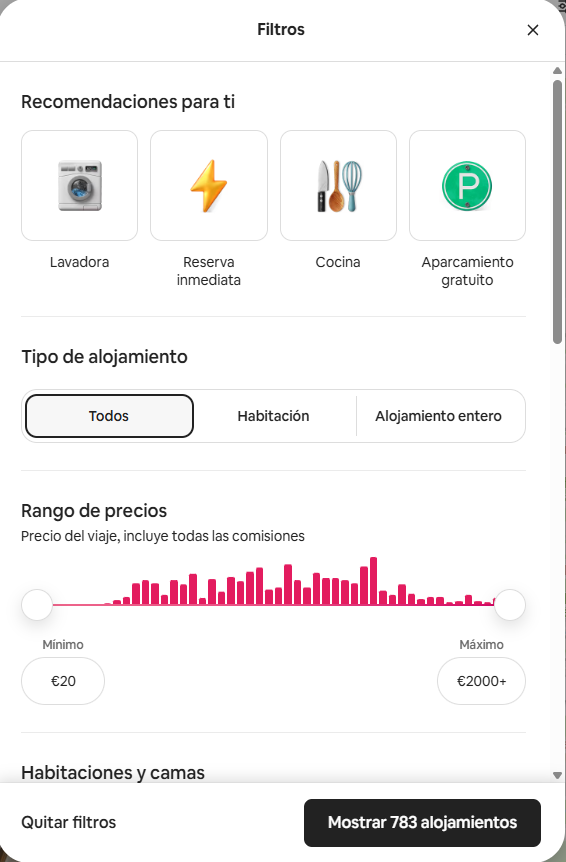 Filtros
Recomendaciones para ti
Lavadora
Reserva
inmediata
Cocina
P
Aparcamiento
gratuito
Tipo de alojamiento
Todos
Habitación
Alojamiento entero
Rango de precios
Precio del viaje, incluye todas las comisiones
Mínimo
Máximo
€20
€2000+
Habitaciones y camas
Quitar filtros
Mostrar 783 alojamientos